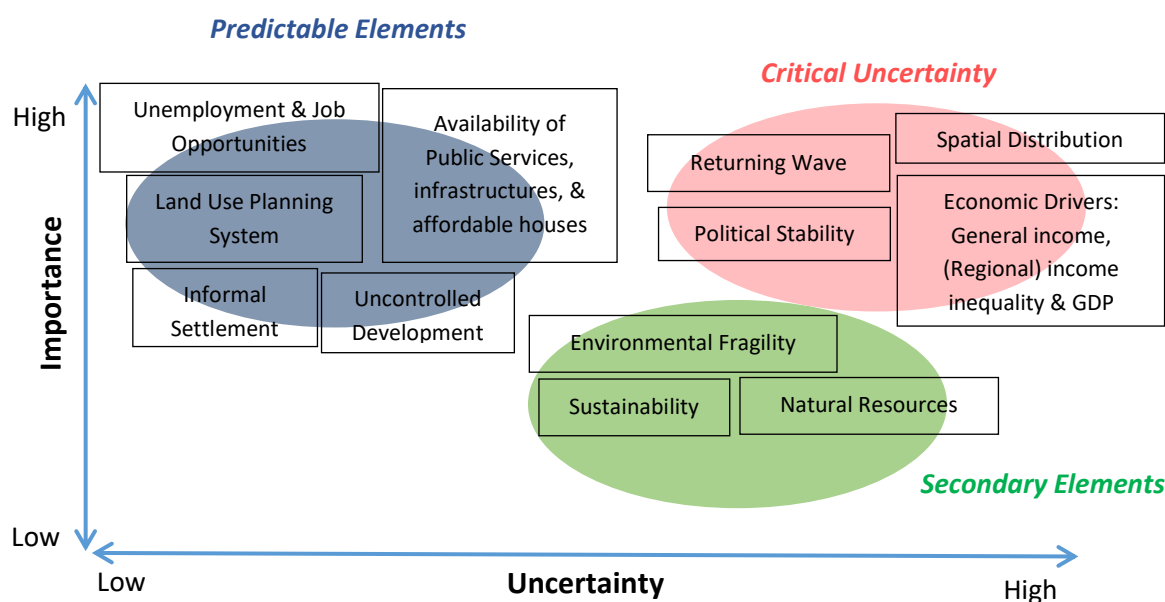 Predictable Elements
Critical Uncertainty
High
Unemployment & Job
Opportunities
Availability of
Public Services,
infrastructures, &
affordable houses
Land Use Planning
System
Informal
Settlement
Uncontrolled
Development
Returning Wave
Spatial Distribution
Political Stability
Economic Drivers:
General income,
(Regional) income
inequality & GDP
Environmental Fragility
Sustainability
Natural Resources
Secondary Elements
Importance
Low
Low
Uncertainty
High